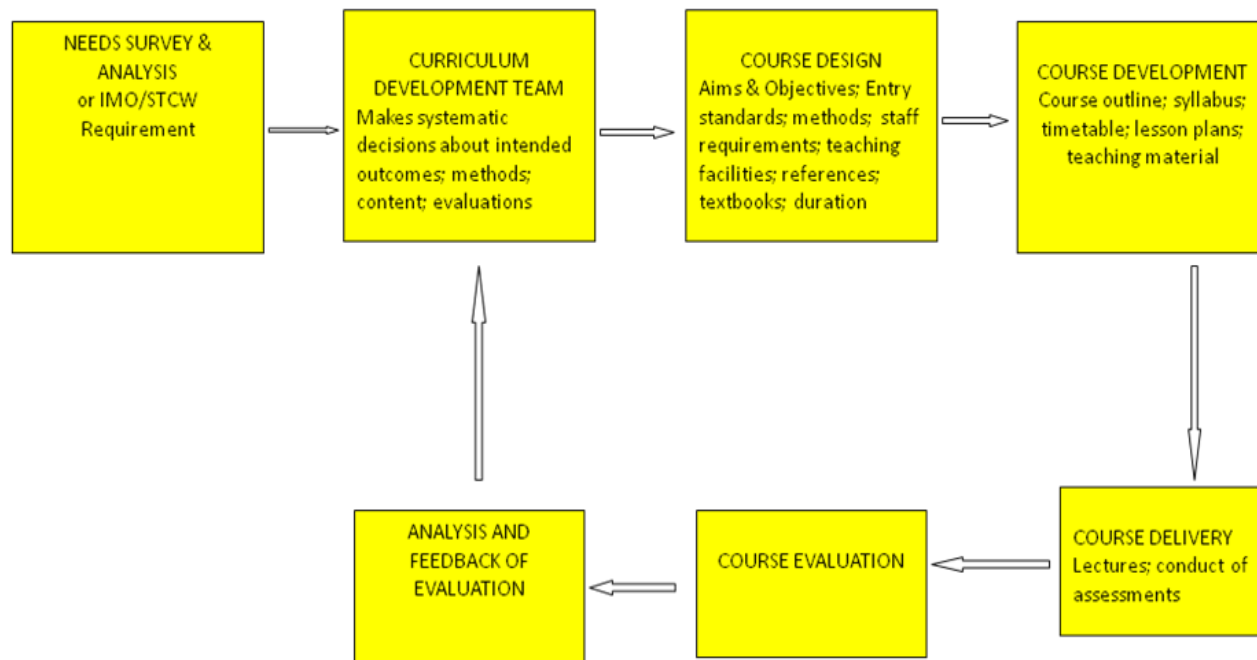 NEEDS SURVEY &
ANALYSIS
or IMO/STCW
Requirement
CURRICULUM
DEVELOPMENT TEAM
Makes systematic
decisions about intended
outcomes; methods;
content; evaluations
COURSE DESIGN
Aims & Objectives; Entry
standards; methods; staff
requirements; teaching
facilities; references;
textbooks; duration
COURSE DEVELOPMENT
Course outline; syllabus;
timetable; lesson plans;
teaching material
COURSE DELIVERY
Lectures; conduct of
assessments
COURSE EVALUATION
ANALYSIS AND
FEEDBACK OF
EVALUATION